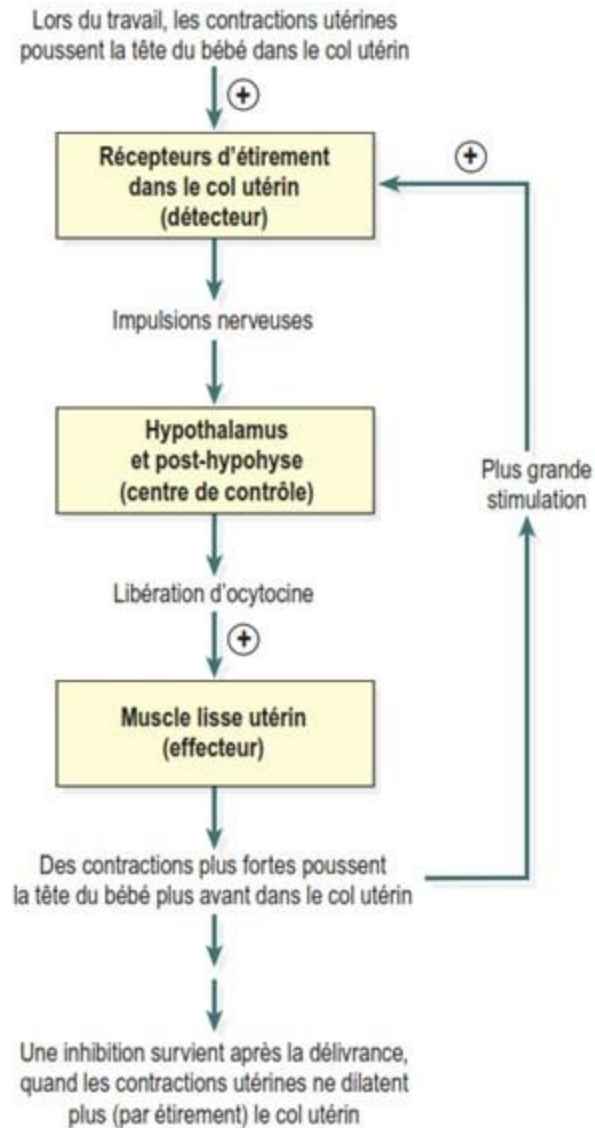 Lors du travail, les contractions utérines
poussent la tête du bébé dans le col utérin
+
Récepteurs d'étirement
dans le col utérin
(détecteur)
+
Impulsions nerveuses
Hypothalamus
et post-hypohyse
(centre de contrôle)
Plus grande
stimulation
Libération d'ocytocine
+
Muscle lisse utérin
(effecteur)
Des contractions plus fortes poussent
la tête du bébé plus avant dans le col utérin
Une inhibition survient après la délivrance,
quand les contractions utérines ne dilatent
plus (par étirement) le col utérin